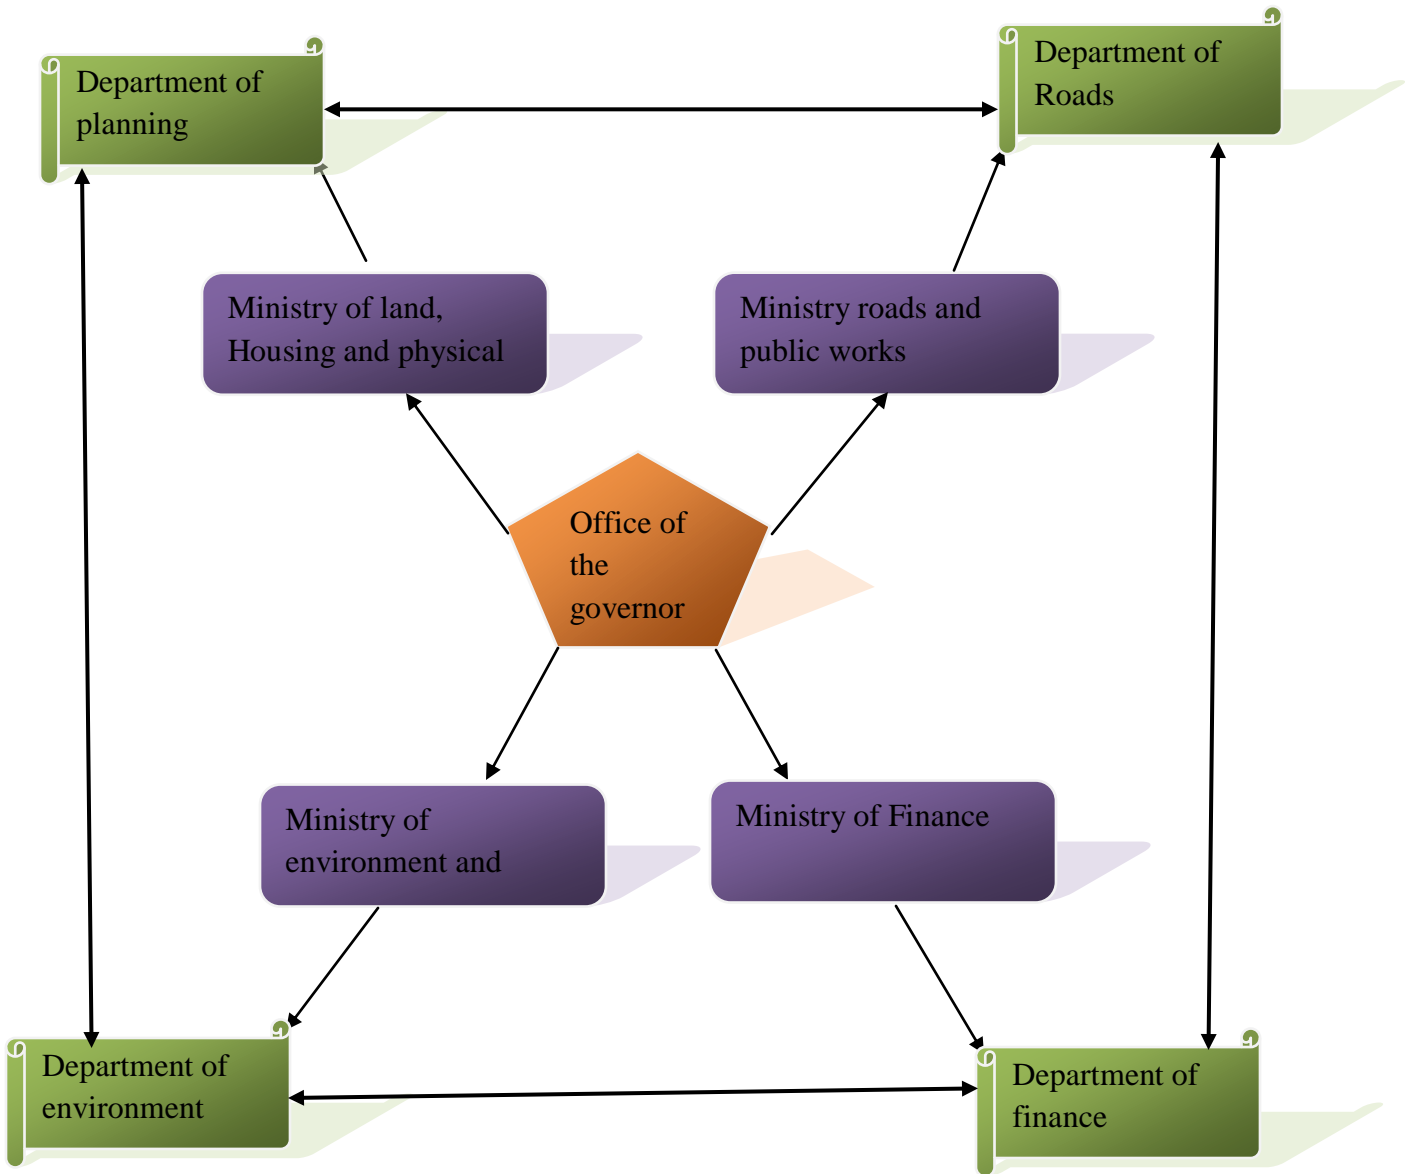 Department of
planning
Department of
Roads
Ministry of land,
Housing and physical
Ministry roads and
public works
Office of
the
governor
Ministry of
environment and
Ministry of Finance
Department of
environment
Department of
finance